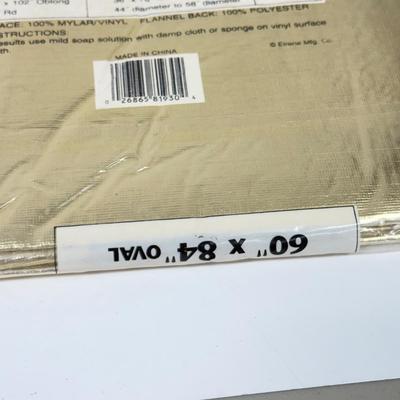 x 102 Oblong
Rd
44" diameter to 58" diameter
ACE: 100% MYLAR/VINYL FLANNEL BACK: 100% POLYESTER
STRUCTIONS:
esults use mild soap solution with damp cloth or sponge on vinyl surface
th.
© Elrene Mfg. Co.
MADE IN CHINA
0 26865 81930 4
60" X 84" OVAL